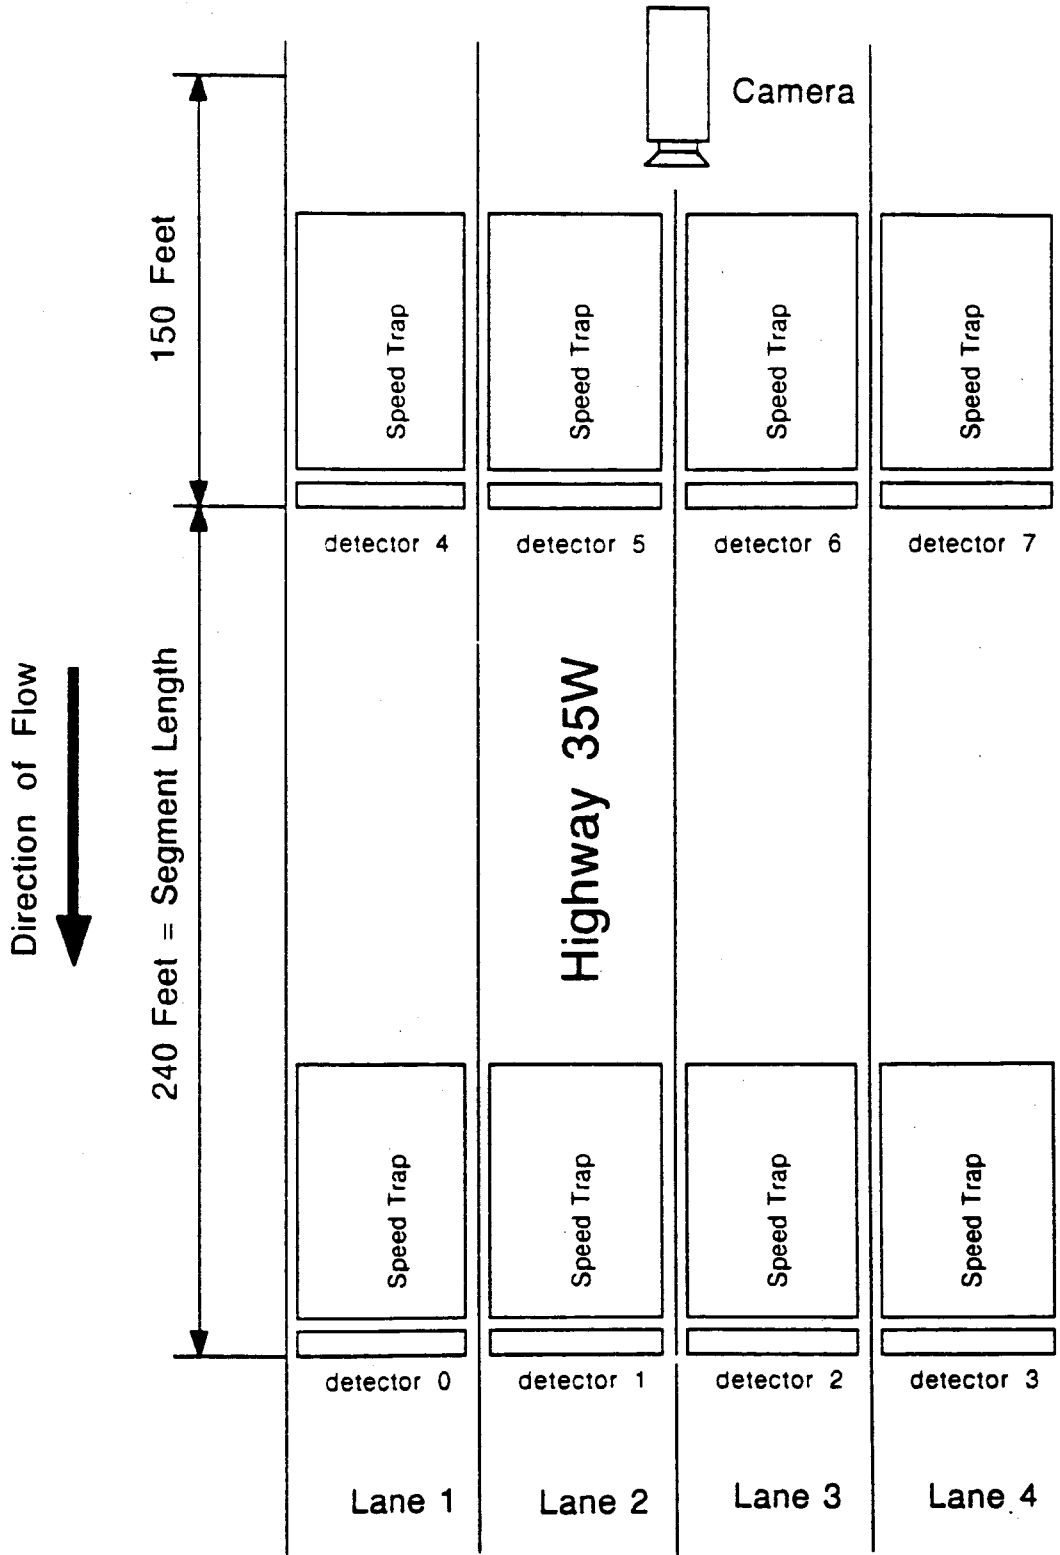 Camera
150 Feet
Speed Trap
Speed Trap
Speed Trap
Speed Trap
detector 4
detector 5
detector 6
detector 7
Direction of Flow
240 Feet = Segment Length
Highway 35W
Speed Trap
Speed Trap
Speed Trap
Speed Trap
detector 0
detector 1
detector 2
detector 3
Lane 1
Lane 2
Lane 3
Lane 4